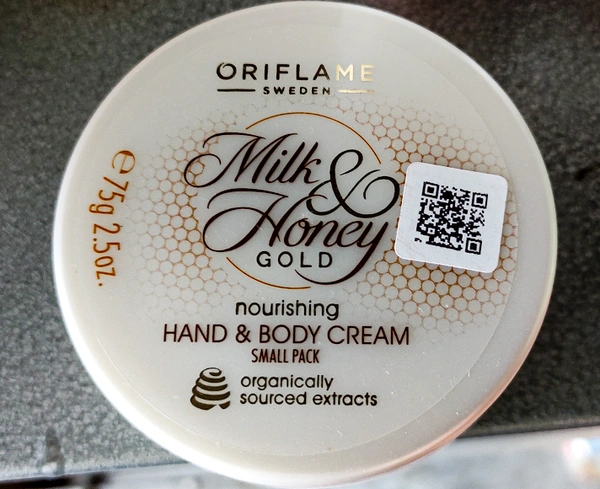 ORIFLAME
SWEDEN
Milk &
Honey
GOLD
nourishing
HAND & BODY CREAM
SMALL PACK
organically
sourced extracts
℮75g 2.5oz.